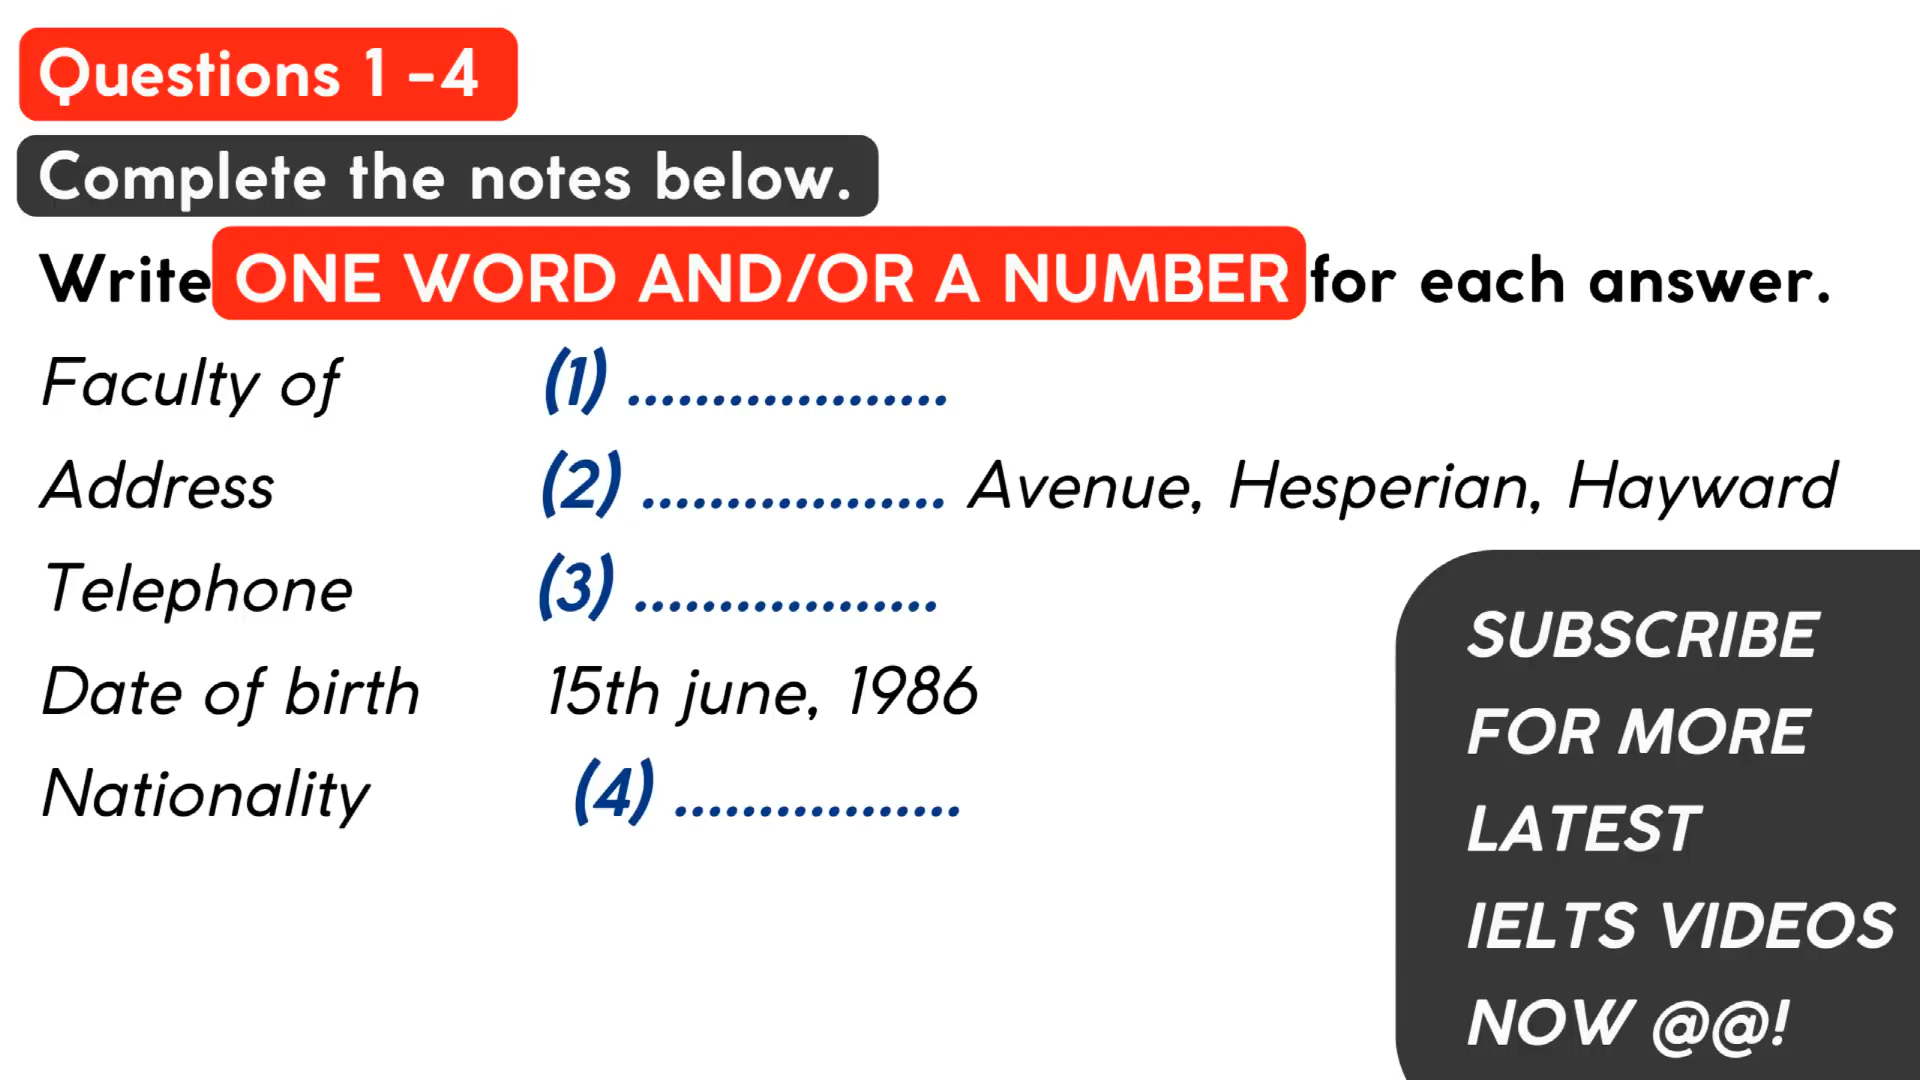 Questions 1 -4
Complete the notes below.
Write ONE WORD AND/OR A NUMBER for each answer.
Faculty of (1) ...................
Address (2) .................. Avenue, Hesperian, Hayward
Telephone (3) ..................
Date of birth 15th june, 1986
Nationality (4) .................
SUBSCRIBE
FOR MORE
LATEST
IELTS VIDEOS
NOW @@!